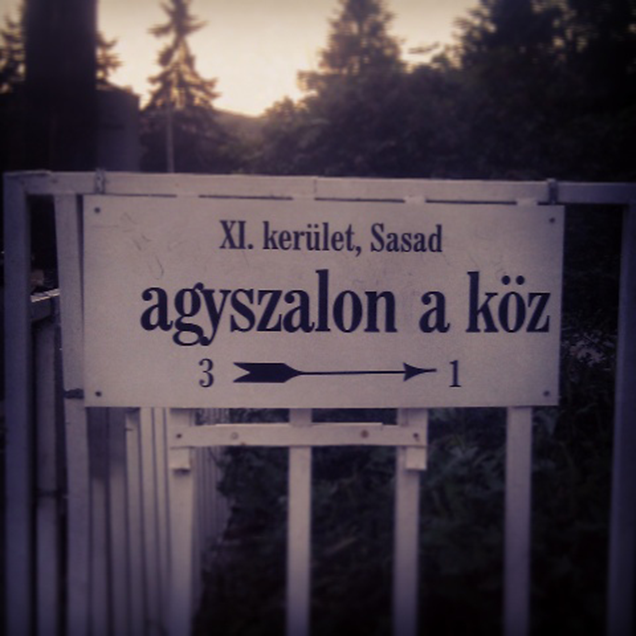 XI. kerület, Sasad
agyszalon a köz
3 1